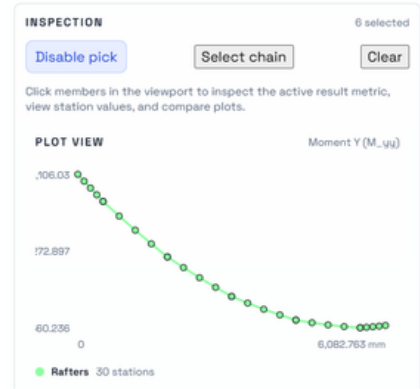 INSPECTION 6 selected
Disable pick Select chain Clear
Click members in the viewport to inspect the active result metric,
view station values, and compare plots.
PLOT VIEW Moment Y (M_yy)
,106.03
!72.897
60.236
0 6,082.763 mm
Rafters 30 stations